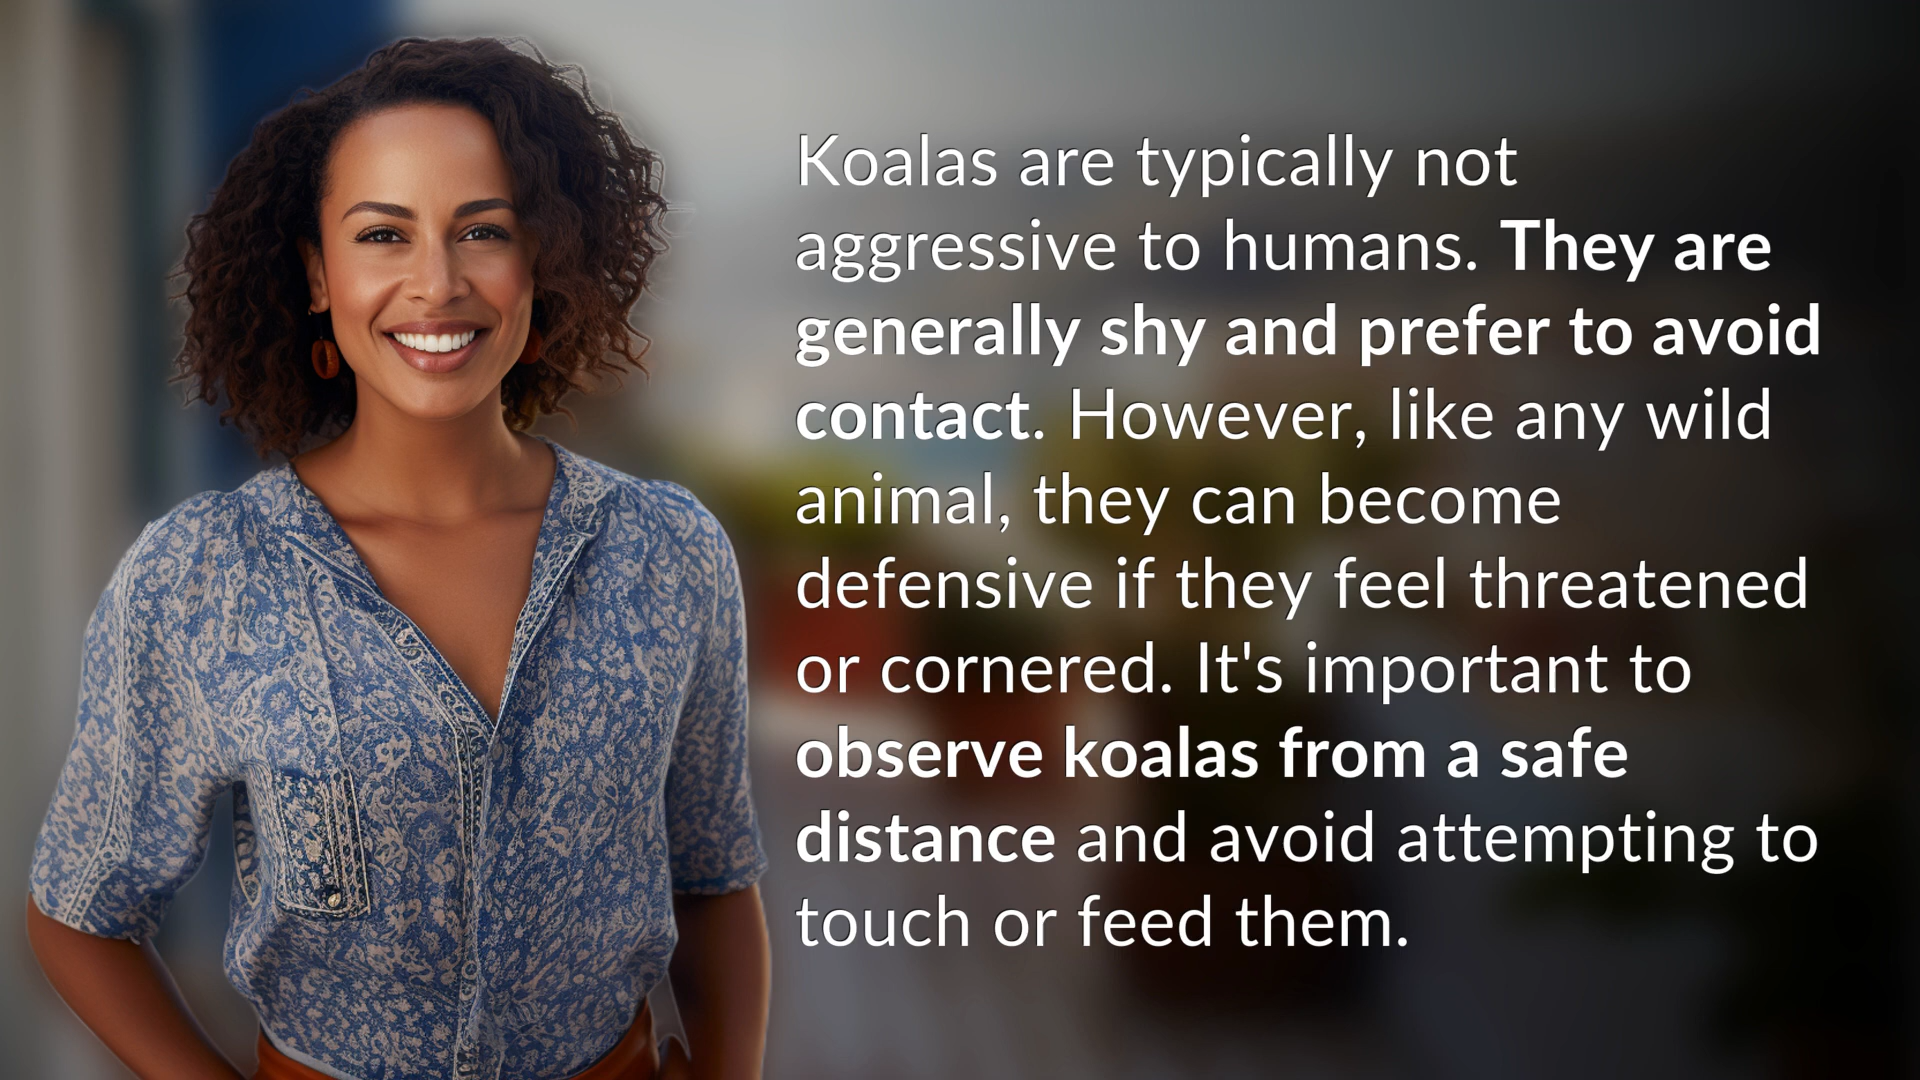 Koalas are typically not
aggressive to humans. They are
generally shy and prefer to avoid
contact. However, like any wild
animal, they can become
defensive if they feel threatened
or cornered. It's important to
observe koalas from a safe
distance and avoid attempting to
touch or feed them.